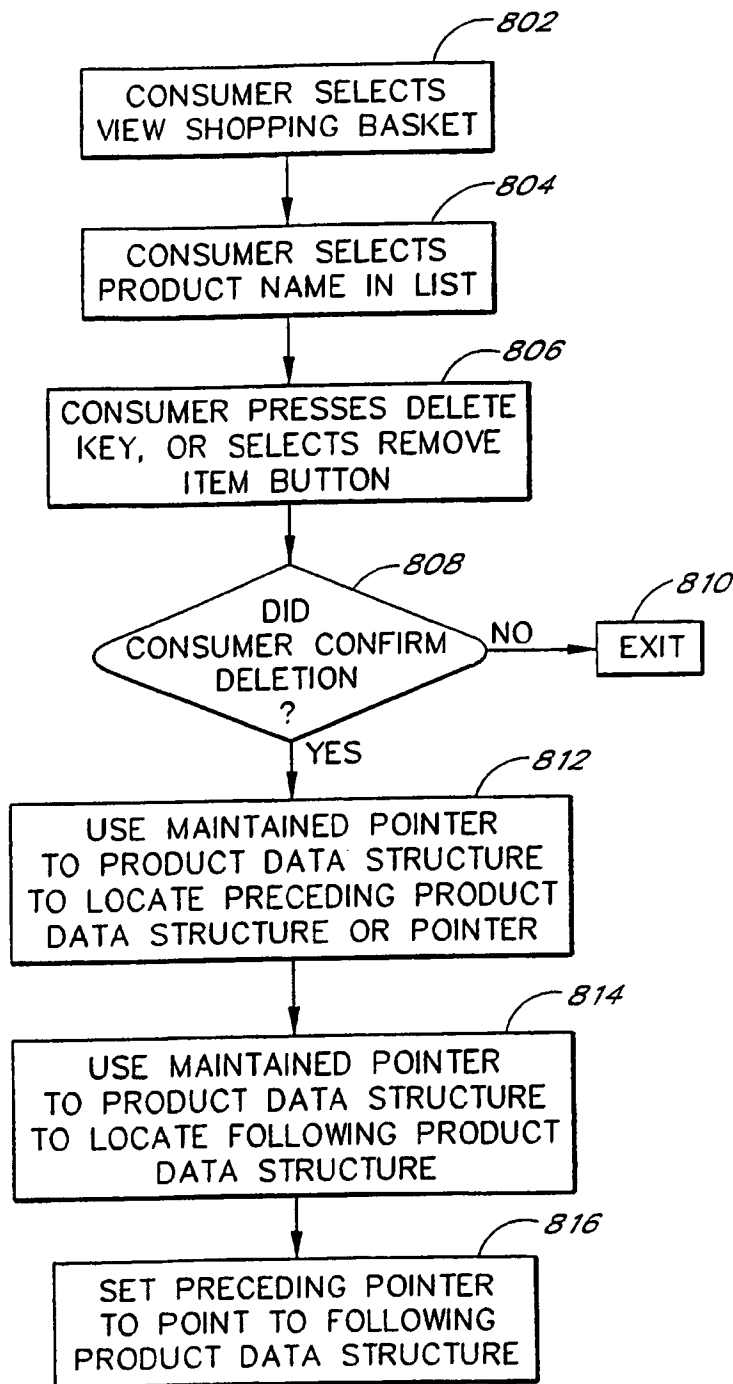 802
CONSUMER SELECTS
VIEW SHOPPING BASKET
804
CONSUMER SELECTS
PRODUCT NAME IN LIST
806
CONSUMER PRESSES DELETE
KEY, OR SELECTS REMOVE
ITEM BUTTON
808
DID
CONSUMER CONFIRM
DELETION
?
NO
810
EXIT
YES
812
USE MAINTAINED POINTER
TO PRODUCT DATA STRUCTURE
TO LOCATE PRECEDING PRODUCT
DATA STRUCTURE OR POINTER
814
USE MAINTAINED POINTER
TO PRODUCT DATA STRUCTURE
TO LOCATE FOLLOWING PRODUCT
DATA STRUCTURE
816
SET PRECEDING POINTER
TO POINT TO FOLLOWING
PRODUCT DATA STRUCTURE